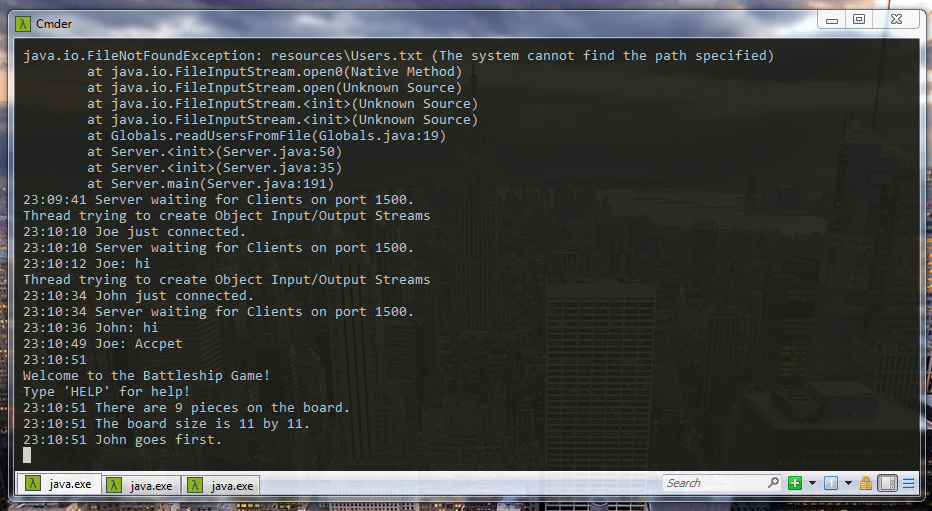 Cmder
java.io.FileNotFoundException: resources\Users.txt (The system cannot find the path specified)
at java.io.FileInputStream.open0(Native Method)
at java.io.FileInputStream.open(Unknown Source)
at java.io.FileInputStream.<init>(Unknown Source)
at java.io.FileInputStream.<init>(Unknown Source)
at Globals.readUsersFromFile(Globals.java:19)
at Server.<init>(Server.java:50)
at Server.<init>(Server.java:35)
at Server.main(Server.java:191)
23:09:41 Server waiting for Clients on port 1500.
Thread trying to create Object Input/Output Streams
23:10:10 Joe just connected.
23:10:10 Server waiting for Clients on port 1500.
23:10:12 Joe: hi
Thread trying to create Object Input/Output Streams
23:10:34 John just connected.
23:10:34 Server waiting for Clients on port 1500.
23:10:36 John: hi
23:10:49 Joe: Accpet
23:10:51
Welcome to the Battleship Game!
Type 'HELP' for help!
23:10:51 There are 9 pieces on the board.
23:10:51 The board size is 11 by 11.
23:10:51 John goes first.
λ java.exe λ java.exe λ java.exe Search